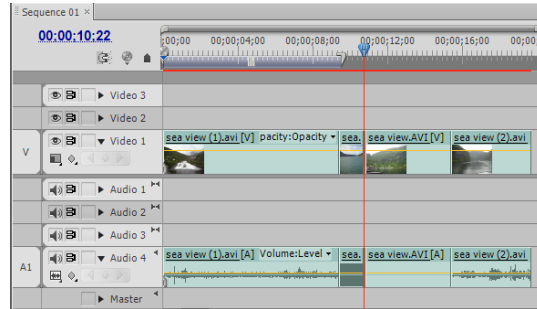 Sequence 01 ×
00:00:10:22
;00;00 00;00;04;00 00;00;08;00 00;00;12;00 00;00;16;00 00;00
Video 3
Video 2
V Video 1 sea view (1).avi [V] pacity:Opacity sea. sea view.AVI [V] sea view (2).avi
Audio 1
Audio 2
Audio 3
A1 Audio 4 sea view (1).avi [A] Volume:Level sea. sea view.AVI [A] sea view (2).avi
Master